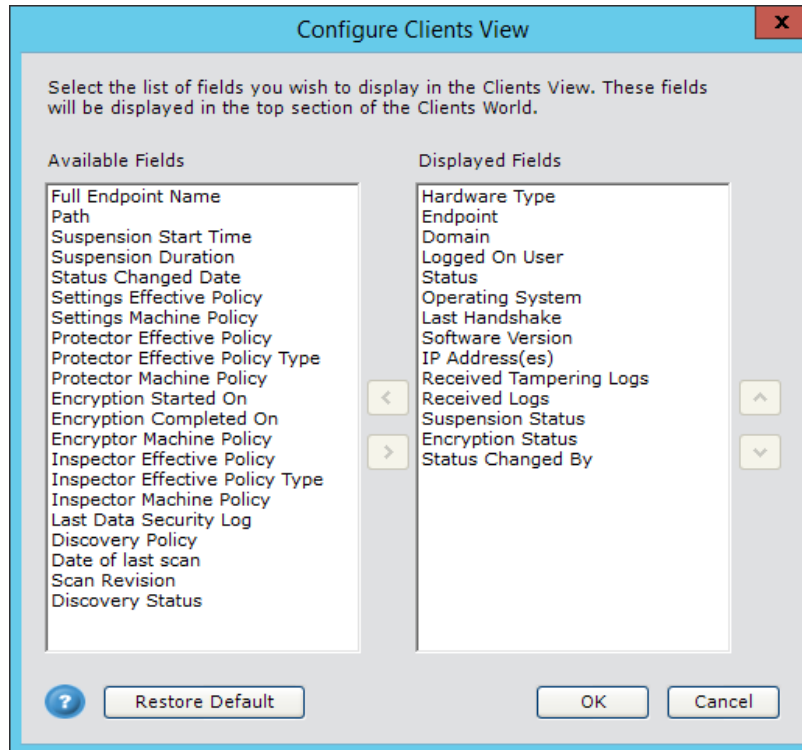 Configure Clients View
x
Select the list of fields you wish to display in the Clients View. These fields
will be displayed in the top section of the Clients World.
Available Fields
Full Endpoint Name
Path
Suspension Start Time
Suspension Duration
Status Changed Date
Settings Effective Policy
Settings Machine Policy
Protector Effective Policy
Protector Effective Policy Type
Protector Machine Policy
Encryption Started On
Encryption Completed On
Encryptor Machine Policy
Inspector Effective Policy
Inspector Effective Policy Type
Inspector Machine Policy
Last Data Security Log
Discovery Policy
Date of last scan
Scan Revision
Discovery Status
<
>
Displayed Fields
Hardware Type
Endpoint
Domain
Logged On User
Status
Operating System
Last Handshake
Software Version
IP Address(es)
Received Tampering Logs
Received Logs
Suspension Status
Encryption Status
Status Changed By
?
Restore Default
OK
Cancel